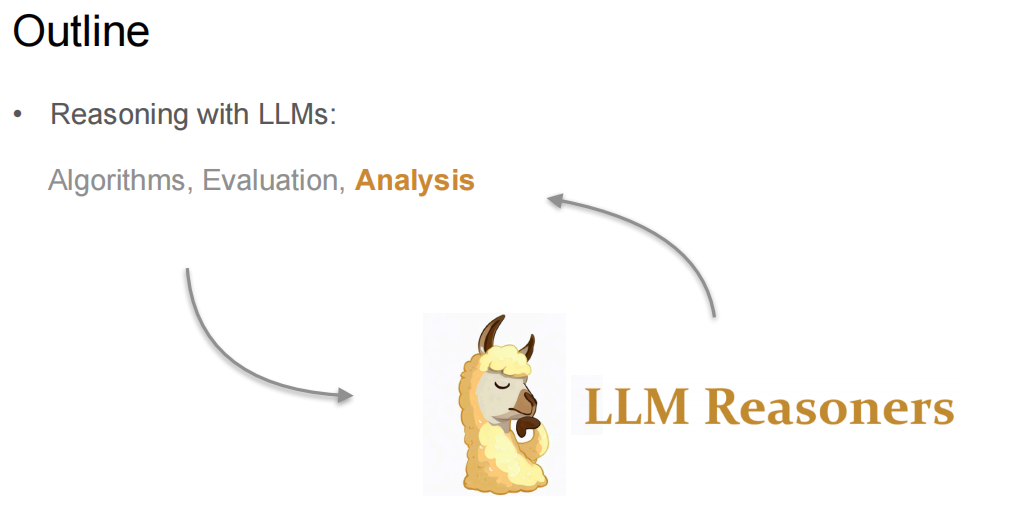 Outline
• Reasoning with LLMs:
Algorithms, Evaluation, Analysis
LLM Reasoners